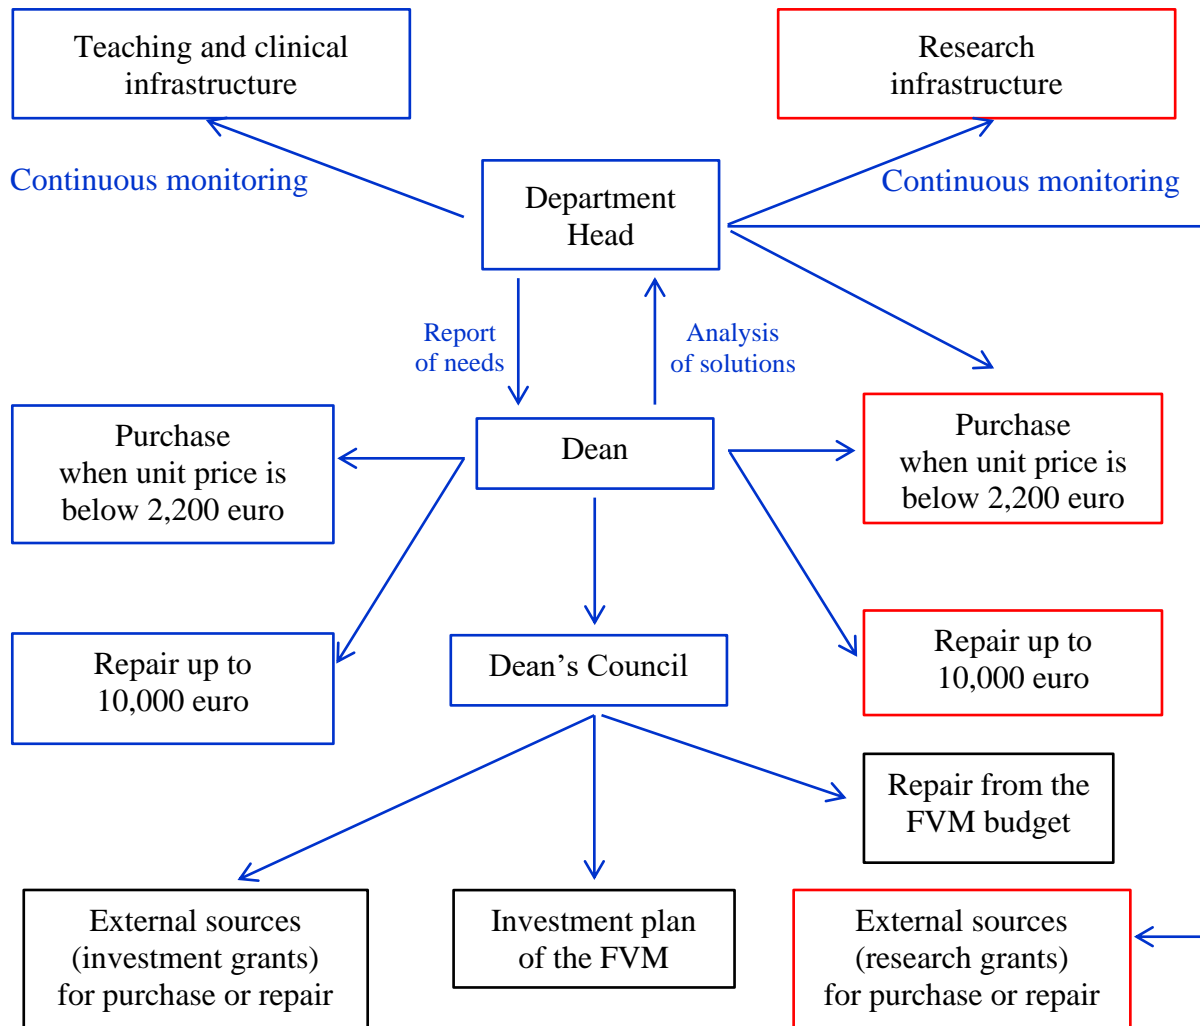 Teaching and clinical
infrastructure
Research
infrastructure
Continuous monitoring
Continuous monitoring
Department
Head
Report
of needs
Analysis
of solutions
Purchase
when unit price is
below 2,200 euro
Dean
Purchase
when unit price is
below 2,200 euro
Repair up to
10,000 euro
Dean’s Council
Repair up to
10,000 euro
Repair from the
FVM budget
External sources
(investment grants)
for purchase or repair
Investment plan
of the FVM
External sources
(research grants)
for purchase or repair